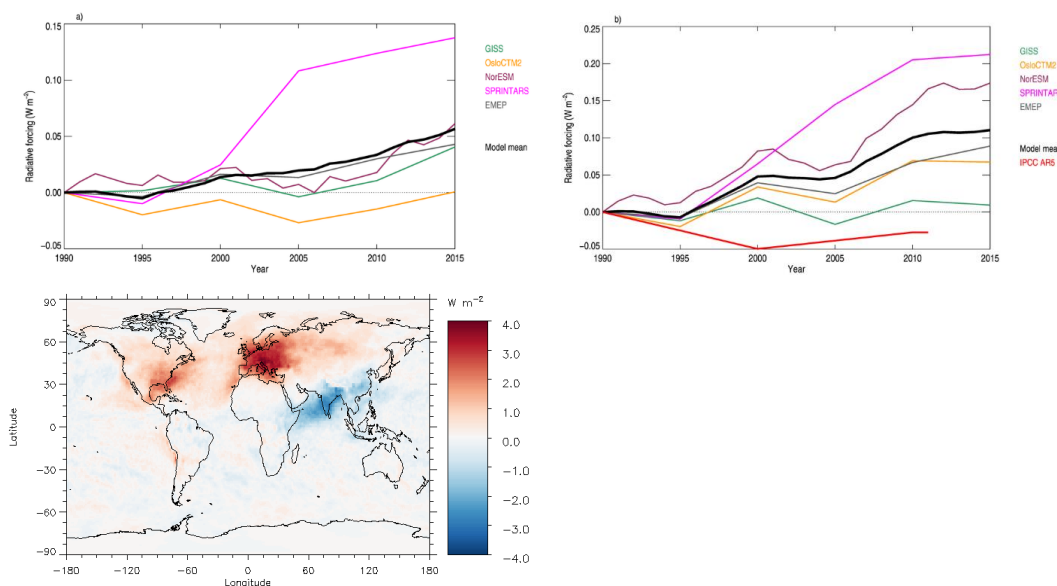 a)
0.15
0.10
0.05
0.00
−0.05
Radiative forcing (W m⁻²)
1990 1995 2000 2005 2010 2015
Year
GISS
OsloCTM2
NorESM
SPRINTARS
EMEP
Model mean
b)
0.25
0.20
0.15
0.10
0.05
0.00
−0.05
Radiative forcing (W m⁻²)
1990 1995 2000 2005 2010 2015
Year
GISS
OsloCTM2
NorESM
SPRINTAR
EMEP
Model mean
IPCC AR5
90
60
30
0
−30
−60
−90
Latitude
−180 −120 −60 0 60 120 180
Longitude
W m⁻²
4.0
3.0
2.0
1.0
0.0
−1.0
−2.0
−3.0
−4.0